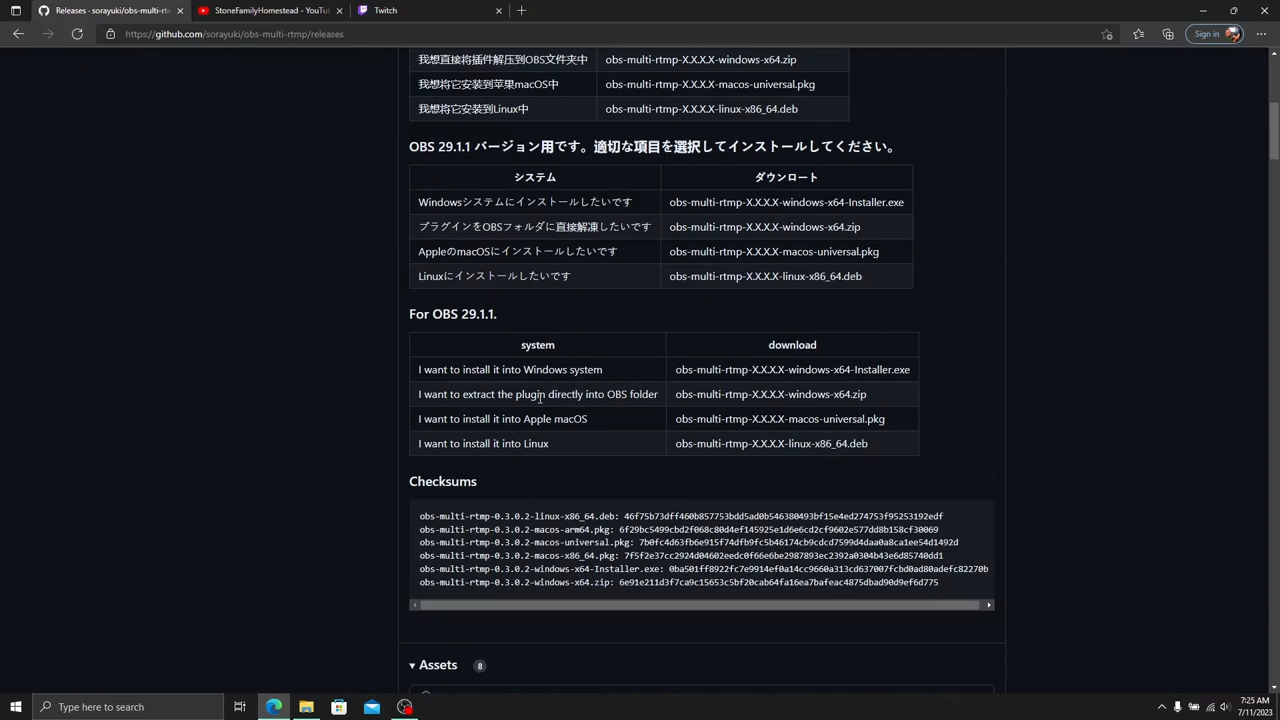 Releases - sorayuki/obs-multi-rtm
StoneFamilyHomestead - YouTu
Twitch
https://github.com/sorayuki/obs-multi-rtmp/releases
Sign in
我想直接将插件解压到OBS文件夹中 obs-multi-rtmp-X.X.X.X-windows-x64.zip
我想将它安装到苹果macOS中 obs-multi-rtmp-X.X.X.X-macos-universal.pkg
我想将它安装到Linux中 obs-multi-rtmp-X.X.X.X-linux-x86_64.deb
OBS 29.1.1 バージョン用です。適切な項目を選択してインストールしてください。
システム ダウンロート
Windowsシステムにインストールしたいです obs-multi-rtmp-X.X.X.X-windows-x64-Installer.exe
プラグインをOBSフォルダに直接解凍したいです obs-multi-rtmp-X.X.X.X-windows-x64.zip
AppleのmacOSにインストールしたいです obs-multi-rtmp-X.X.X.X-macos-universal.pkg
Linuxにインストールしたいです obs-multi-rtmp-X.X.X.X-linux-x86_64.deb
For OBS 29.1.1.
system download
I want to install it into Windows system obs-multi-rtmp-X.X.X.X-windows-x64-Installer.exe
I want to extract the plugin directly into OBS folder obs-multi-rtmp-X.X.X.X-windows-x64.zip
I want to install it into Apple macOS obs-multi-rtmp-X.X.X.X-macos-universal.pkg
I want to install it into Linux obs-multi-rtmp-X.X.X.X-linux-x86_64.deb
Checksums
obs-multi-rtmp-0.3.0.2-linux-x86_64.deb: 46f75b73dff460b857753bdd5ad0b546380493bf15e4ed274753f95253192edf
obs-multi-rtmp-0.3.0.2-macos-arm64.pkg: 6f29bc5499cbd2f068c80d4ef145925e1d6e6cd2cf9602e577dd8b158cf30069
obs-multi-rtmp-0.3.0.2-macos-universal.pkg: 7b0fc4d63fb6e915f74dfb9fc5b46174cb9cdcd7599d4daa0a8ca1ee54d1492d
obs-multi-rtmp-0.3.0.2-macos-x86_64.pkg: 7f5f2e37cc2924d04602eedc0f66e6be2987893ec2392a0304b43e6d85740dd1
obs-multi-rtmp-0.3.0.2-windows-x64-Installer.exe: 0ba501ff8922fc7e9914ef0a14cc9660a313cd637007fcbd0ad80adefc82270b
obs-multi-rtmp-0.3.0.2-windows-x64.zip: 6e91e211d3f7ca9c15653c5bf20cab64fa16ea7bafeac4875dbad90d9ef6d775
Assets 8
Type here to search
7:25 AM
7/11/2023